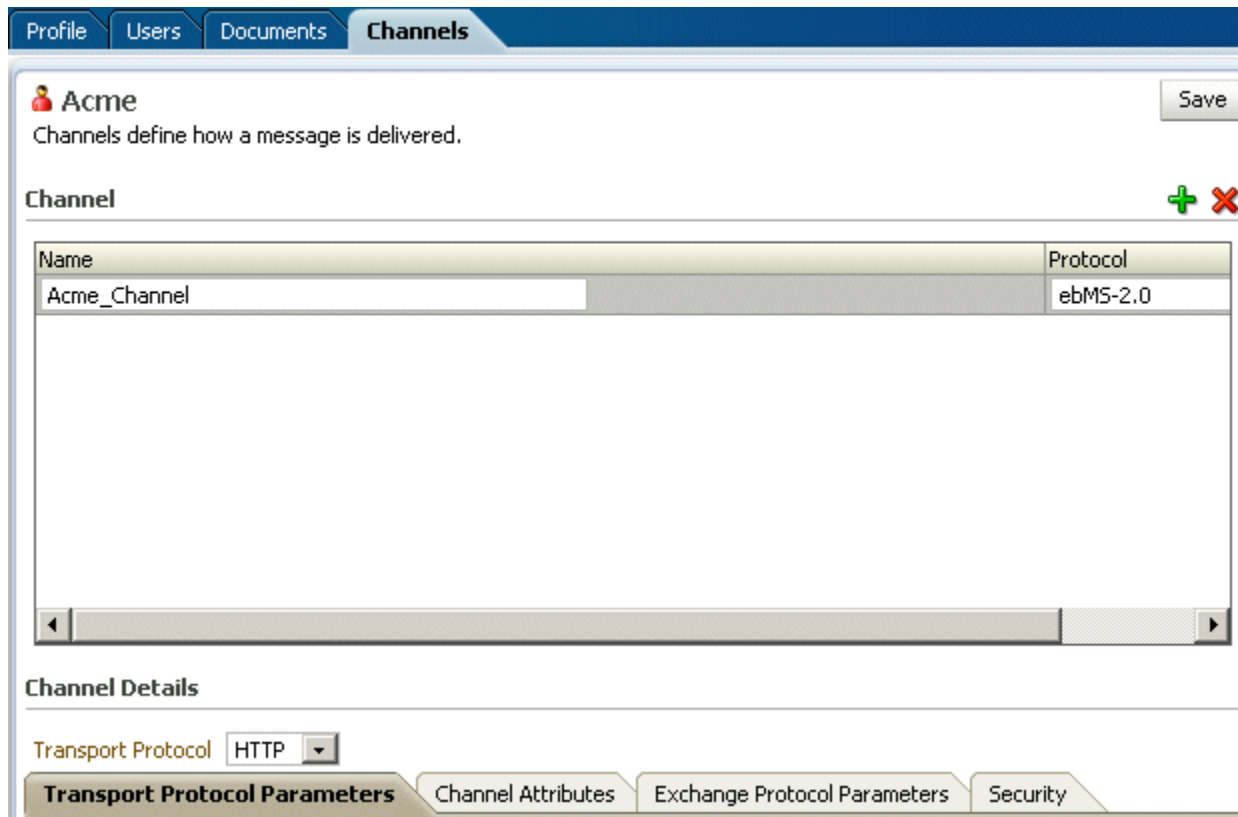 Profile Users Documents Channels
Acme
Save
Channels define how a message is delivered.
Channel
Name Protocol
Acme_Channel ebMS-2.0
Channel Details
Transport Protocol HTTP
Transport Protocol Parameters Channel Attributes Exchange Protocol Parameters Security